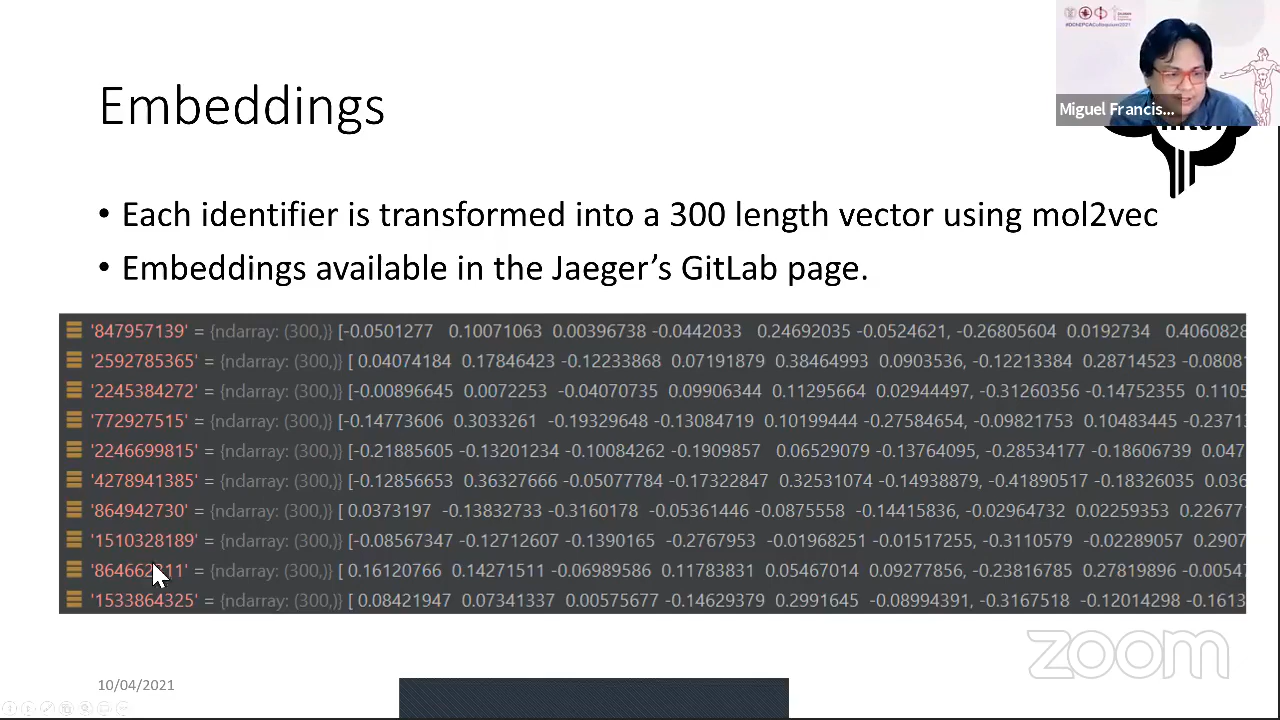 #DChEPCAColloquium2021
Miguel Francis...
Embeddings
• Each identifier is transformed into a 300 length vector using mol2vec
• Embeddings available in the Jaeger's GitLab page.
'847957139' = {ndarray: (300,)} [-0.0501277 0.10071063 0.00396738 -0.0442033 0.24692035 -0.0524621, -0.26805604 0.0192734 0.4060828
'2592785365' = {ndarray: (300,)} [ 0.04074184 0.17846423 -0.12233868 0.07191879 0.38464993 0.0903536, -0.12213384 0.28714523 -0.0808
'2245384272' = {ndarray: (300,)} [-0.00896645 0.0072253 -0.04070735 0.09906344 0.11295664 0.02944497, -0.31260356 -0.14752355 0.1105
'772927515' = {ndarray: (300,)} [-0.14773606 0.3033261 -0.19329648 -0.13084719 0.10199444 -0.27584654, -0.09821753 0.10483445 -0.2371
'2246699815' = {ndarray: (300,)} [-0.21885605 -0.13201234 -0.10084262 -0.1909857 0.06529079 -0.13764095, -0.28534177 -0.18606739 0.047
'4278941385' = {ndarray: (300,)} [-0.12856653 0.36327666 -0.05077784 -0.17322847 0.32531074 -0.14938879, -0.41890517 -0.18326035 0.036
'864942730' = {ndarray: (300,)} [ 0.0373197 -0.13832733 -0.3160178 -0.05361446 -0.0875558 -0.14415836, -0.02964732 0.02259353 0.22677
'1510328189' = {ndarray: (300,)} [-0.08567347 -0.12712607 -0.1390165 -0.2767953 -0.01968251 -0.01517255, -0.3110579 -0.02289057 0.2907
= {ndarray: (300,)} [ 0.16120766 0.14271511 -0.06989586 0.11783831 0.05467014 0.09277856, -0.23816785 0.27819896 -0.0054
'1533864325' = {ndarray: (300,)} [ 0.08421947 0.07341337 0.00575677 -0.14629379 0.2991645 -0.08994391, -0.3167518 -0.12014298 -0.1613
zoom
10/04/2021